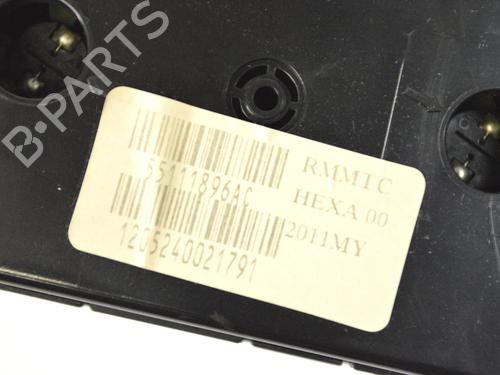 B·PARTS
55111896AC
1205240021791
RMMTC
HEXA 00
2011MY